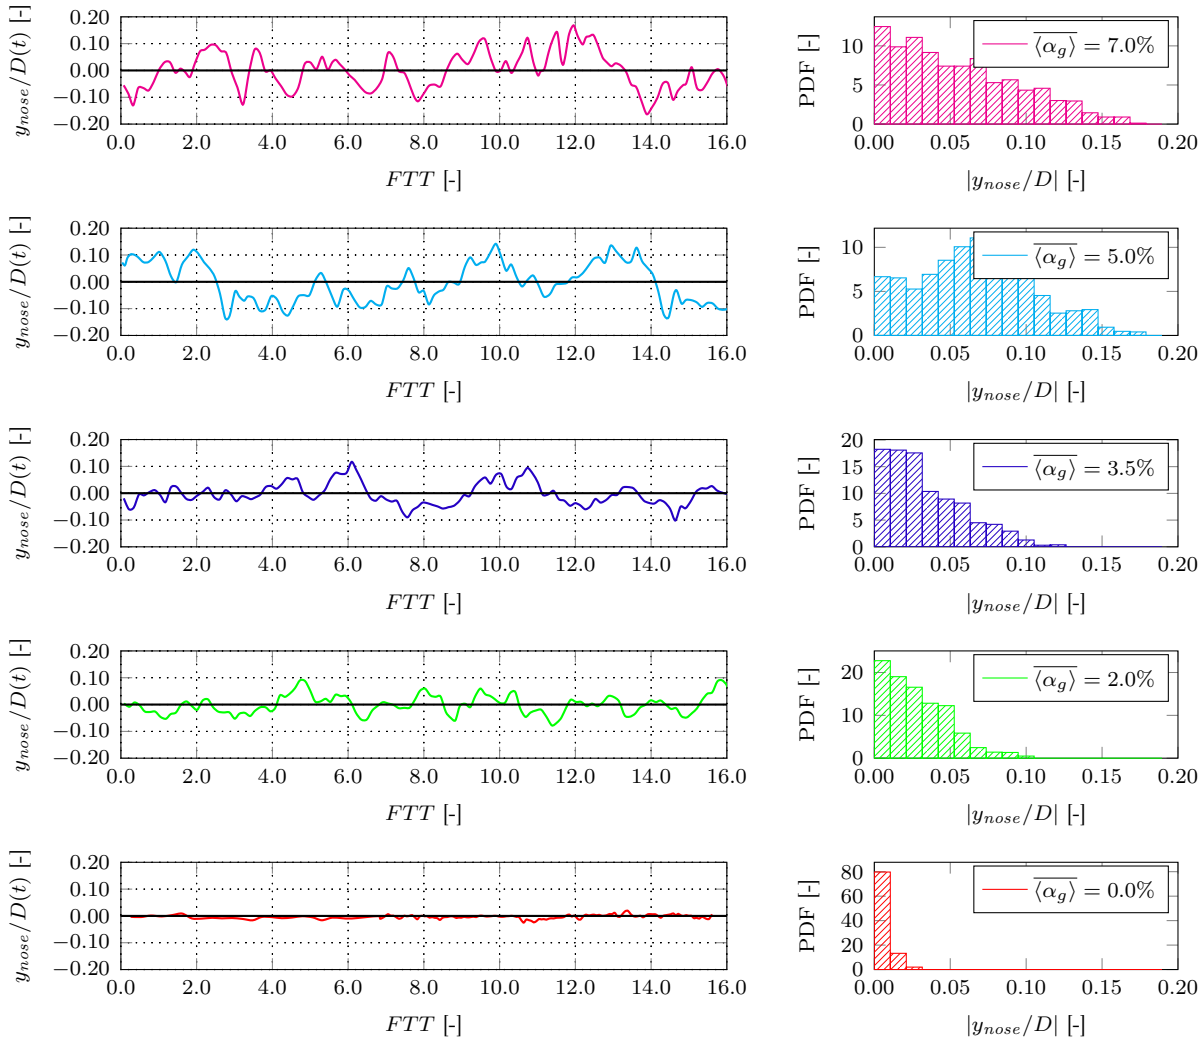 0.20
0.10
0.00
−0.10
−0.20
y_nose/D(t) [-]
0.0 2.0 4.0 6.0 8.0 10.0 12.0 14.0 16.0
FTT [-]
10
5
0
PDF [-]
⟨α_g⟩ = 7.0%
0.00 0.05 0.10 0.15 0.20
|y_nose/D| [-]
0.20
0.10
0.00
−0.10
−0.20
y_nose/D(t) [-]
0.0 2.0 4.0 6.0 8.0 10.0 12.0 14.0 16.0
FTT [-]
10
5
0
PDF [-]
⟨α_g⟩ = 5.0%
0.00 0.05 0.10 0.15 0.20
|y_nose/D| [-]
0.20
0.10
0.00
−0.10
−0.20
y_nose/D(t) [-]
0.0 2.0 4.0 6.0 8.0 10.0 12.0 14.0 16.0
FTT [-]
20
15
10
5
0
PDF [-]
⟨α_g⟩ = 3.5%
0.00 0.05 0.10 0.15 0.20
|y_nose/D| [-]
0.20
0.10
0.00
−0.10
−0.20
y_nose/D(t) [-]
0.0 2.0 4.0 6.0 8.0 10.0 12.0 14.0 16.0
FTT [-]
20
10
0
PDF [-]
⟨α_g⟩ = 2.0%
0.00 0.05 0.10 0.15 0.20
|y_nose/D| [-]
0.20
0.10
0.00
−0.10
−0.20
y_nose/D(t) [-]
0.0 2.0 4.0 6.0 8.0 10.0 12.0 14.0 16.0
FTT [-]
80
60
40
20
0
PDF [-]
⟨α_g⟩ = 0.0%
0.00 0.05 0.10 0.15 0.20
|y_nose/D| [-]